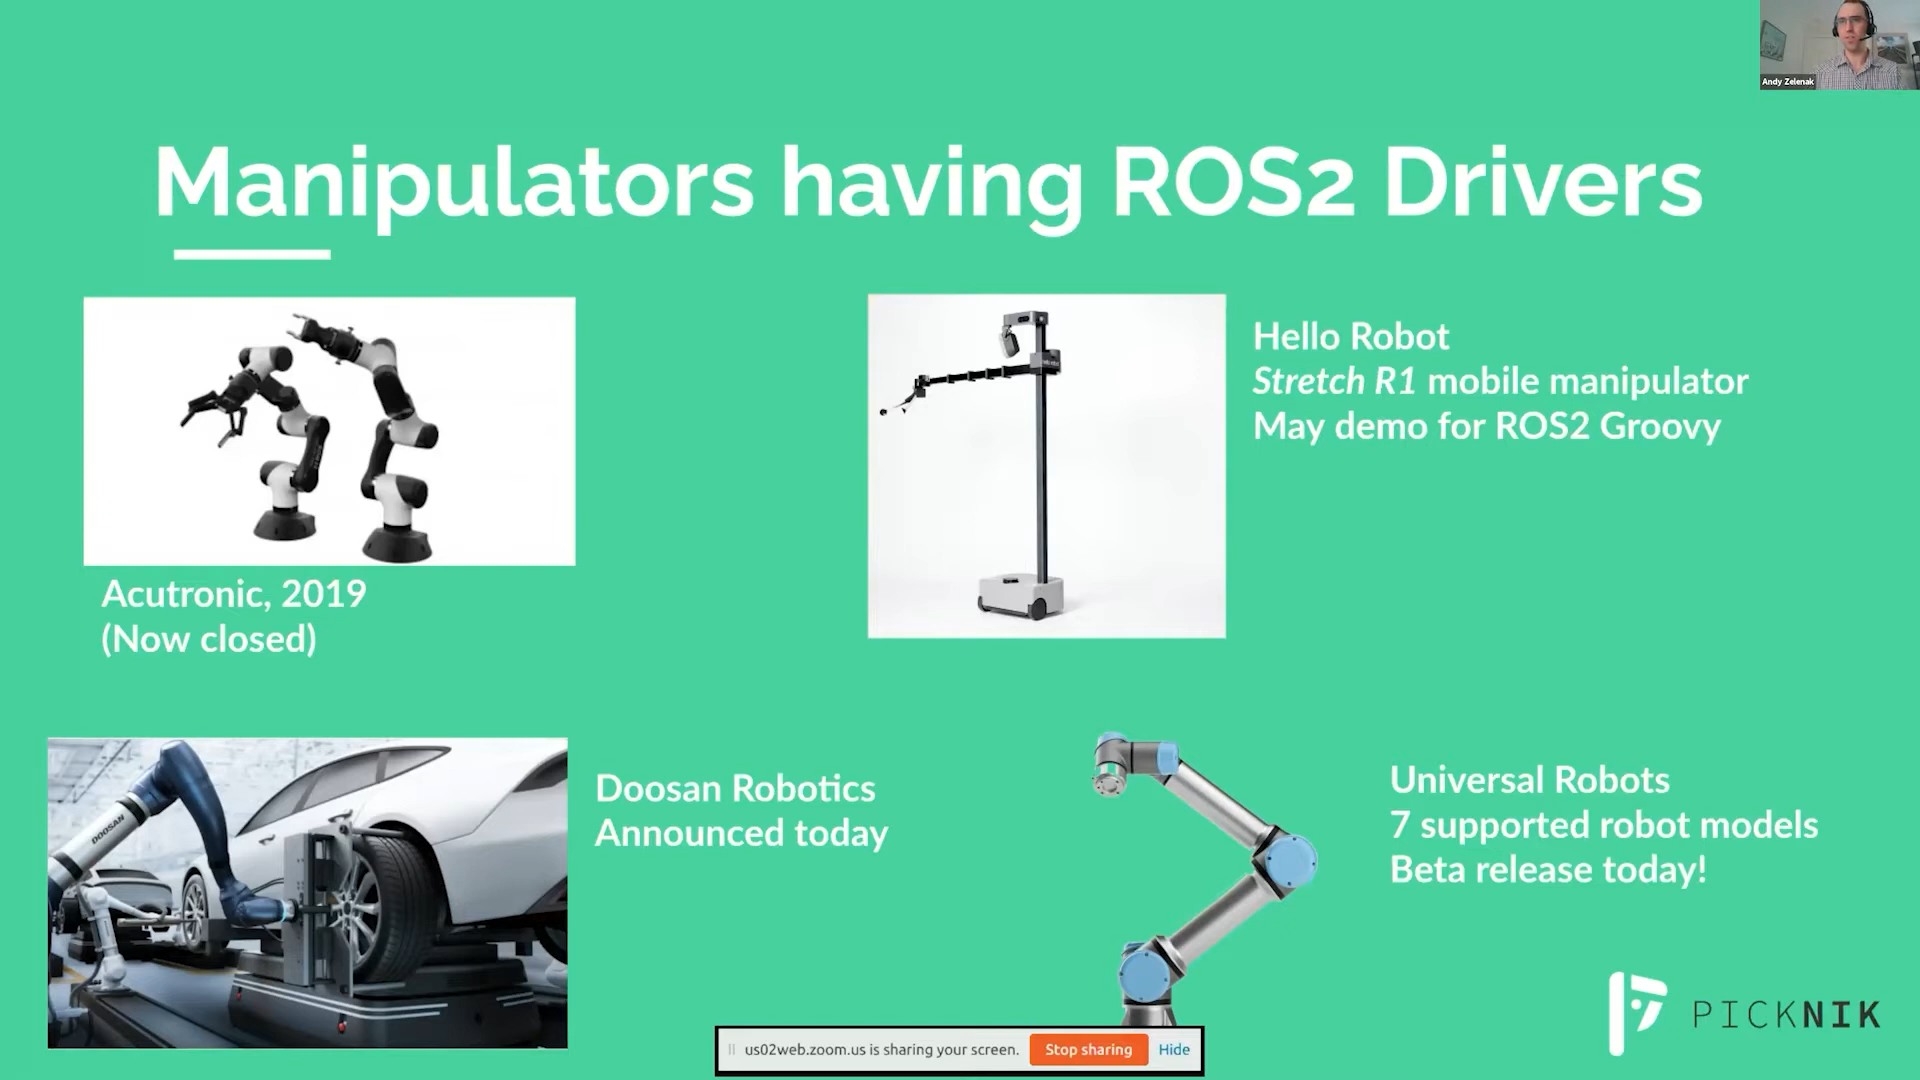 Andy Zelenak
Manipulators having ROS2 Drivers
Acutronic, 2019
(Now closed)
Hello Robot
Stretch R1 mobile manipulator
May demo for ROS2 Groovy
DOOSAN
Doosan Robotics
Announced today
Universal Robots
7 supported robot models
Beta release today!
PICKNIK
us02web.zoom.us is sharing your screen.
Stop sharing
Hide